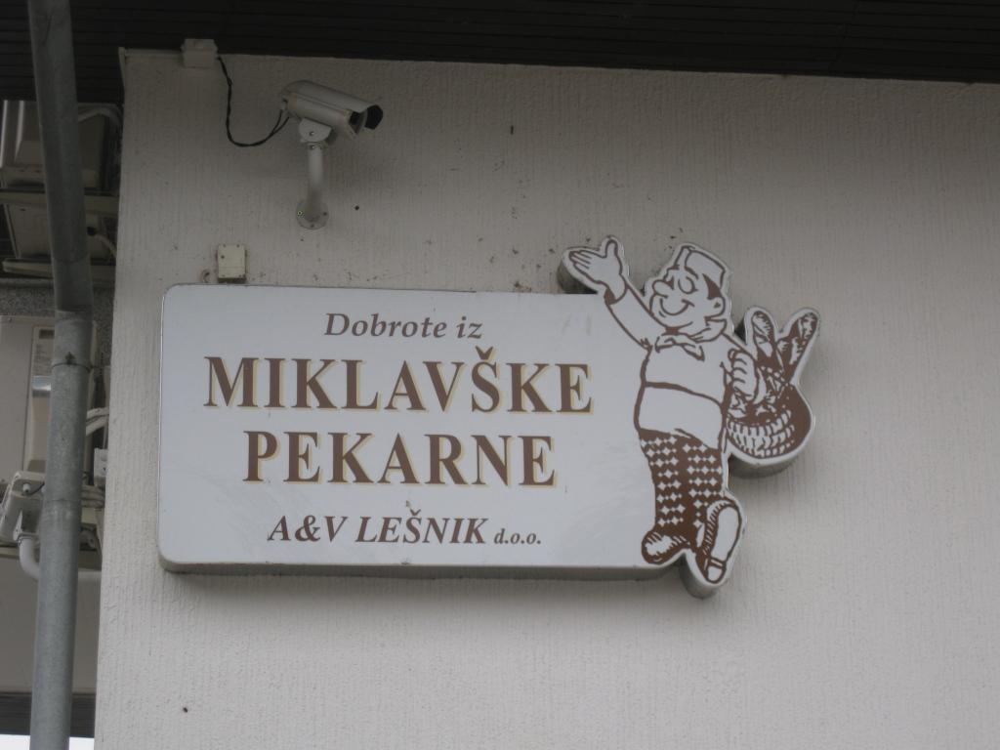 Dobrote iz
MIKLAVŠKE
PEKARNE
A&V LEŠNIK d.o.o.